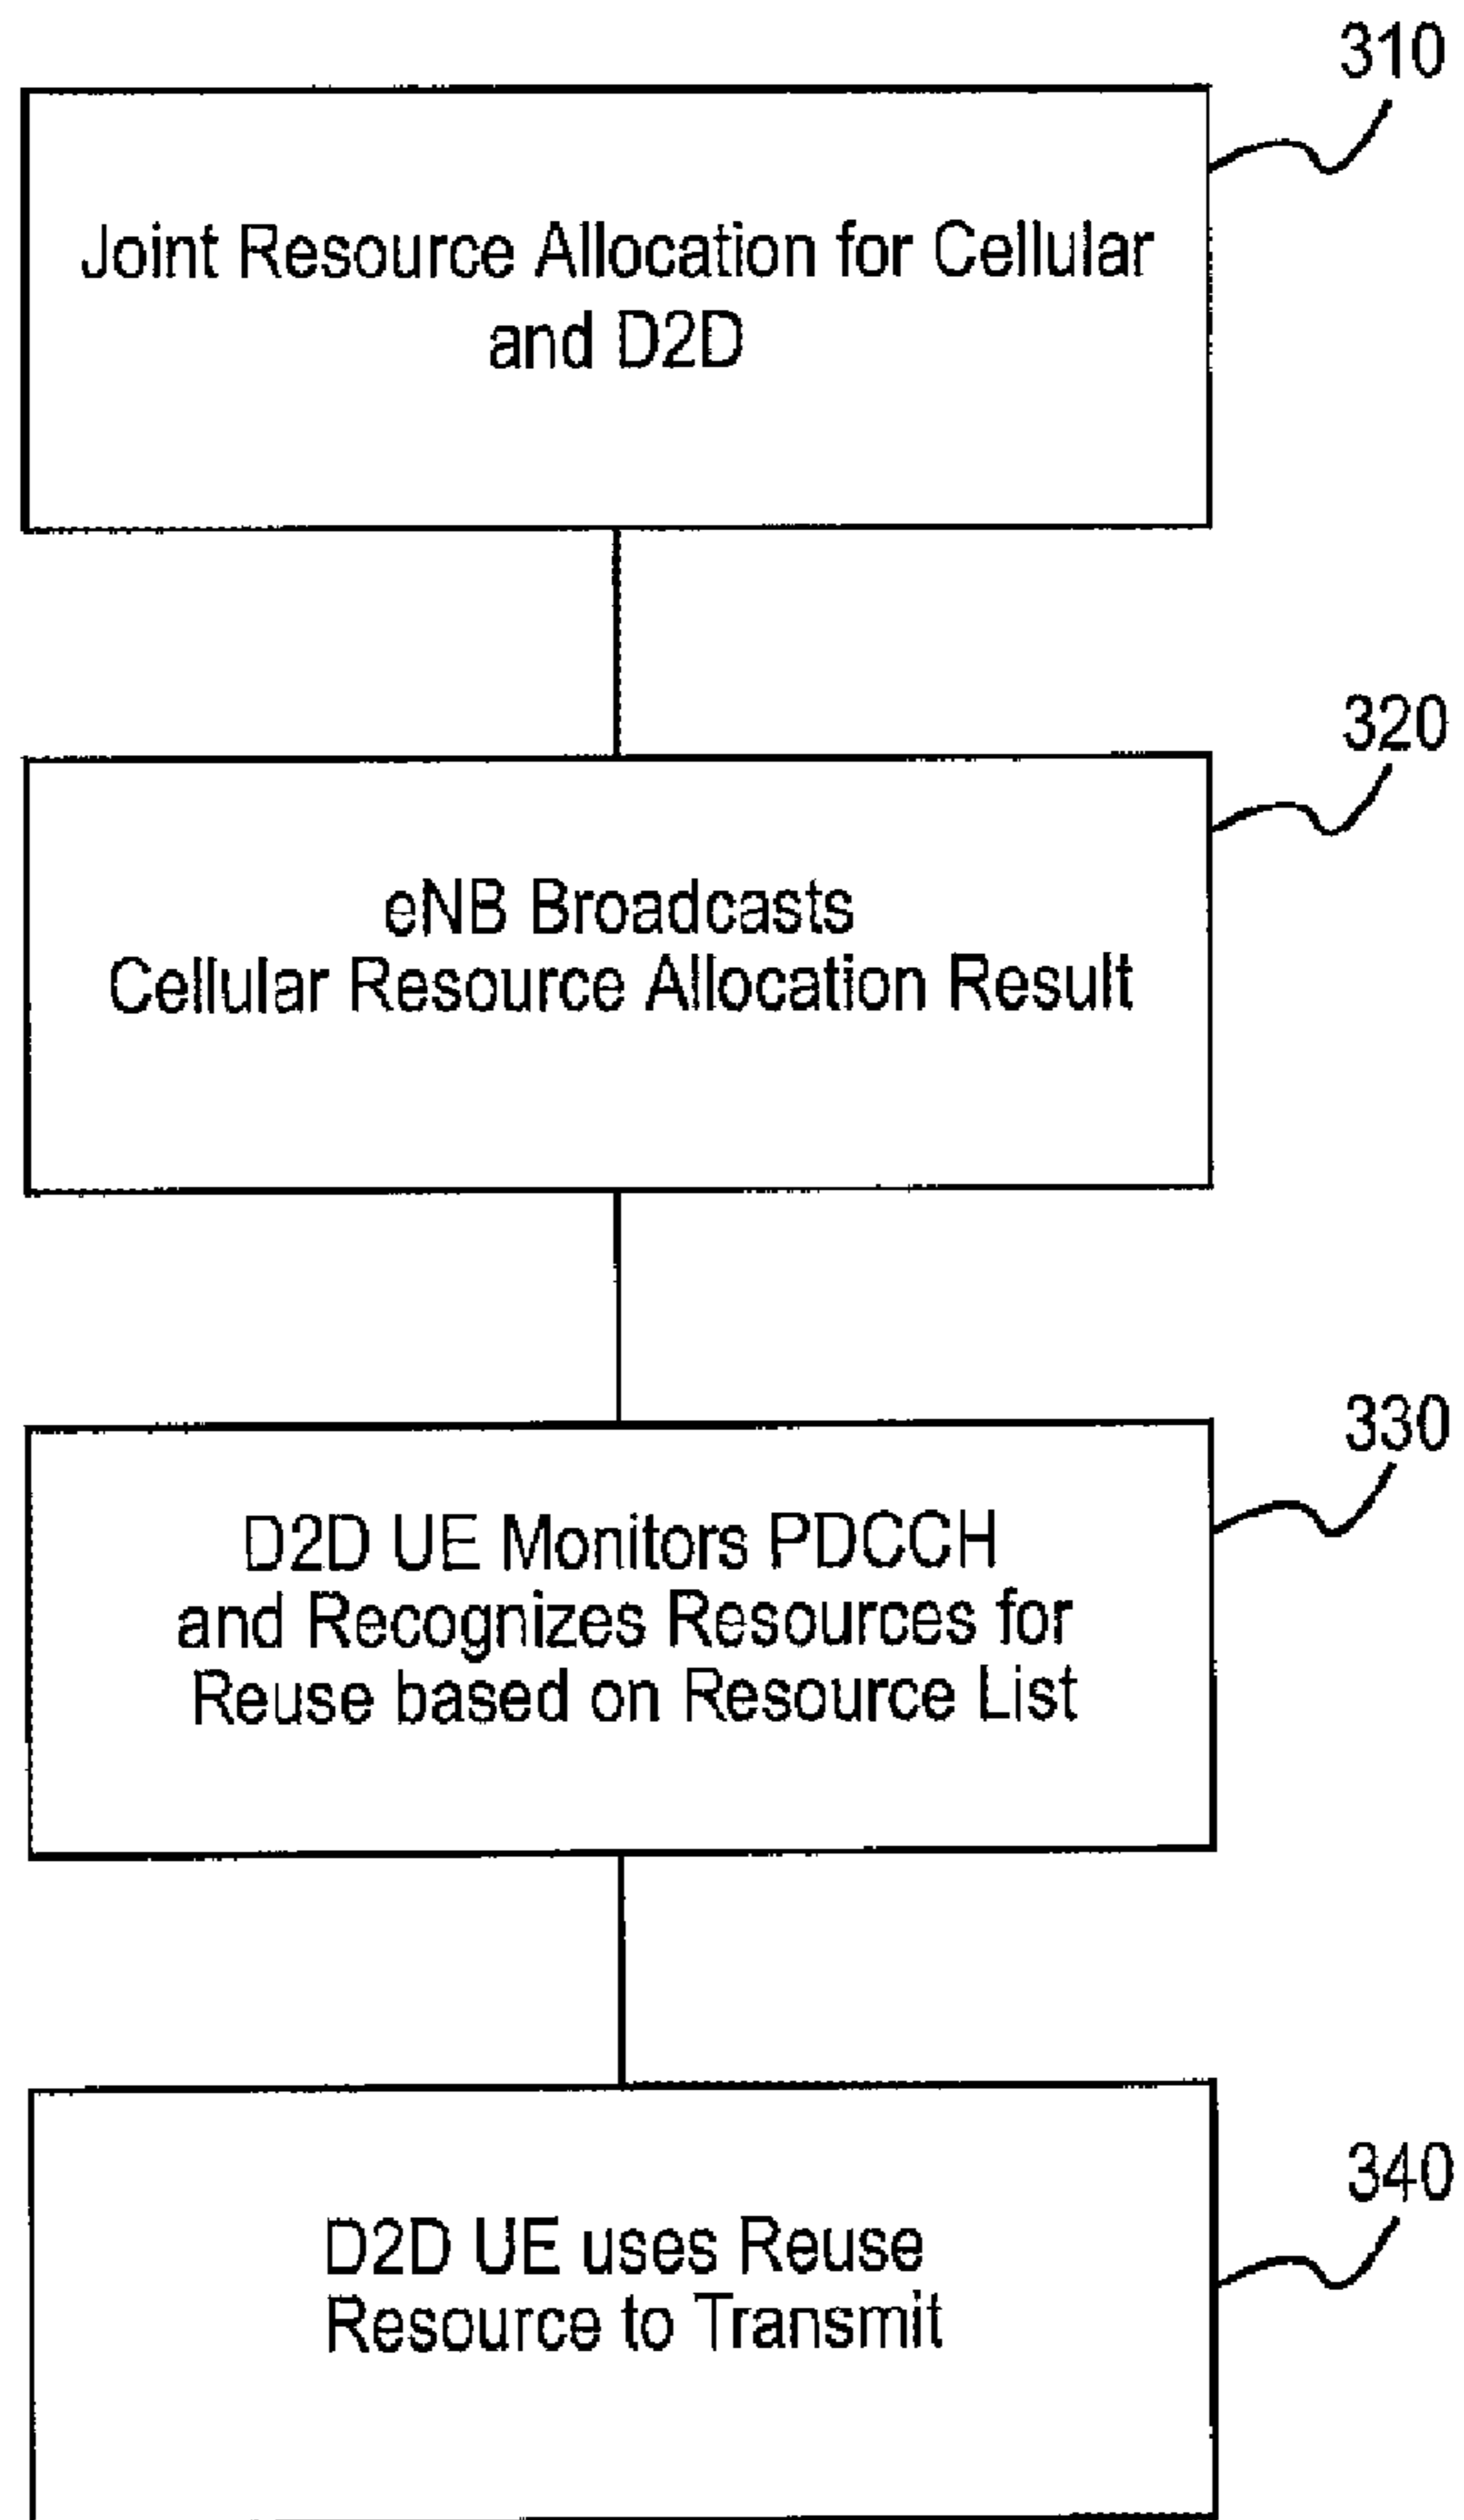 310
Joint Resource Allocation for Cellular
and D2D
320
eNB Broadcasts
Cellular Resource Allocation Result
330
D2D UE Monitors PDCCH
and Recognizes Resources for
Reuse based on Resource List
340
D2D UE uses Reuse
Resource to Transmit